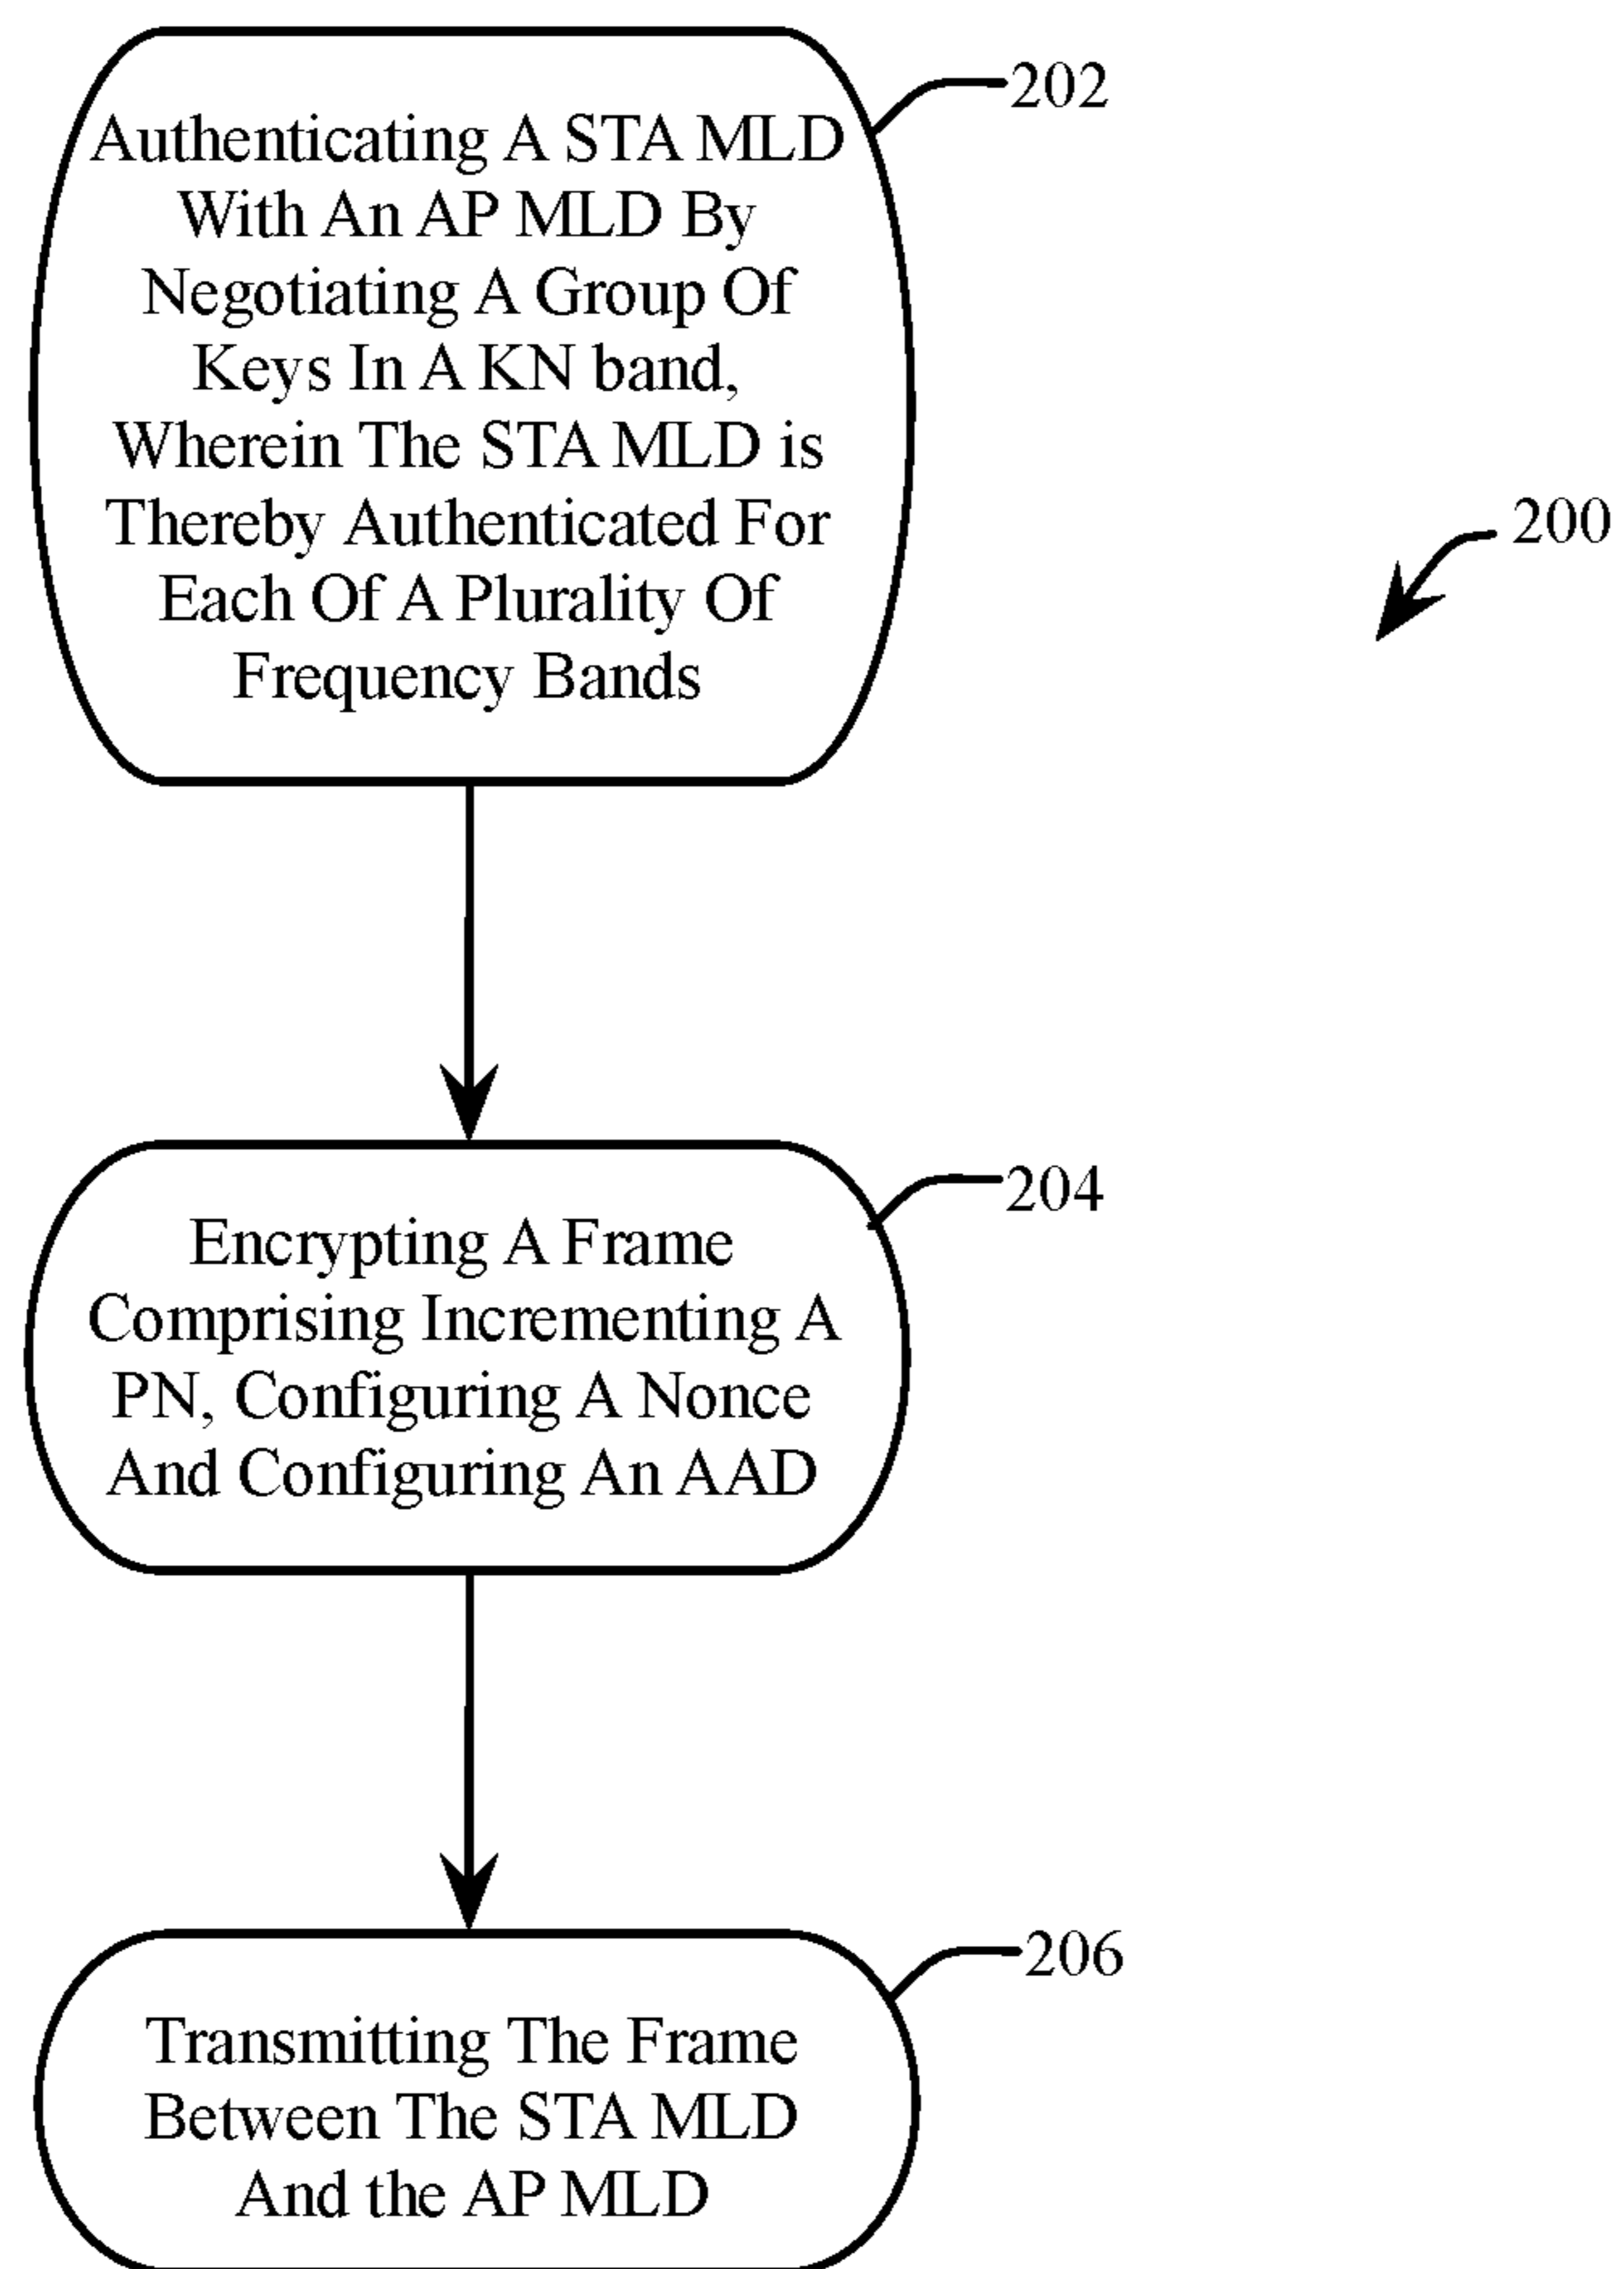 202
Authenticating A STA MLD
With An AP MLD By
Negotiating A Group Of
Keys In A KN band,
Wherein The STA MLD is
Thereby Authenticated For
Each Of A Plurality Of
Frequency Bands
200
204
Encrypting A Frame
Comprising Incrementing A
PN, Configuring A Nonce
And Configuring An AAD
206
Transmitting The Frame
Between The STA MLD
And the AP MLD